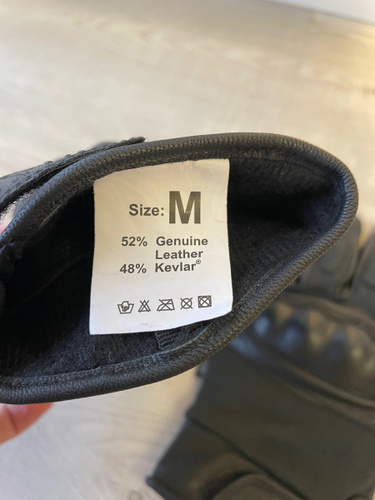 Size: M
52% Genuine
Leather
48% Kevlar®